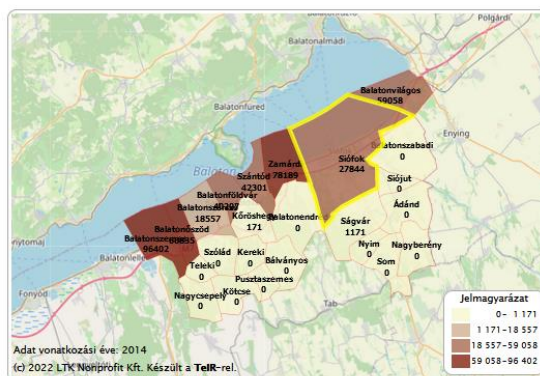 Balatonfűzfő
Balatonalmádi
Polgárdi
Balatonvilágos
59058
Balatonfüred
Enying
Balatonszabadi
0
Zamárdi
78189
Siófok
27844
Szántód
42301
Siójut
0
Balatonföldvár
Balatonszárszó
18557
Ádánd
0
Kőröshegy
171
Balatonendréd
0
Ságvár
1171
Balatonőszöd
Balatonszemes
96402
Nyim
0
Nagyberény
0
Szólád
0
Kereki
0
Bálványos
0
Som
0
Balatonlelle
Teleki
0
Pusztaszemes
0
Fonyód
Nagycsepely
0
Kötcse
0
Tab
Jelmagyarázat
0- 1 171
1 171-18 557
18 557-59 058
59 058-96 402
Adat vonatkozási éve: 2014
(c) 2022 LTK Nonprofit Kft. Készült a TeIR-rel.